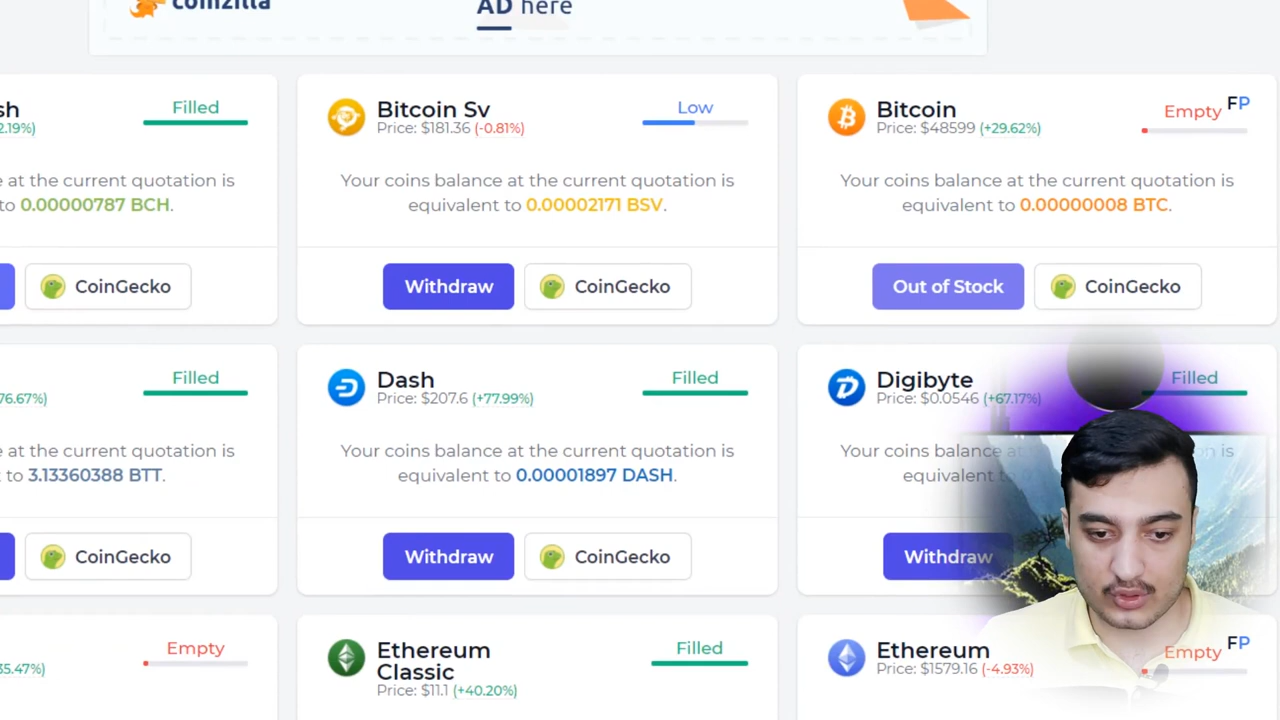 coinzilla
AD here
sh
2.19%)
Filled
e at the current quotation is
to 0.00000787 BCH.
CoinGecko
Bitcoin Sv
Price: $181.36 (-0.81%)
Low
Your coins balance at the current quotation is
equivalent to 0.00002171 BSV.
Withdraw
CoinGecko
Bitcoin
Price: $48599 (+29.62%)
Empty FP
Your coins balance at the current quotation is
equivalent to 0.00000008 BTC.
Out of Stock
CoinGecko
76.67%)
Filled
e at the current quotation is
to 3.13360388 BTT.
CoinGecko
Dash
Price: $207.6 (+77.99%)
Filled
Your coins balance at the current quotation is
equivalent to 0.00001897 DASH.
Withdraw
CoinGecko
Digibyte
Price: $0.0546 (+67.17%)
Filled
Your coins balance at
equivalent to
Withdraw
35.47%)
Empty
Ethereum
Classic
Price: $11.1 (+40.20%)
Filled
Ethereum
Price: $1579.16 (-4.93%)
Empty FP